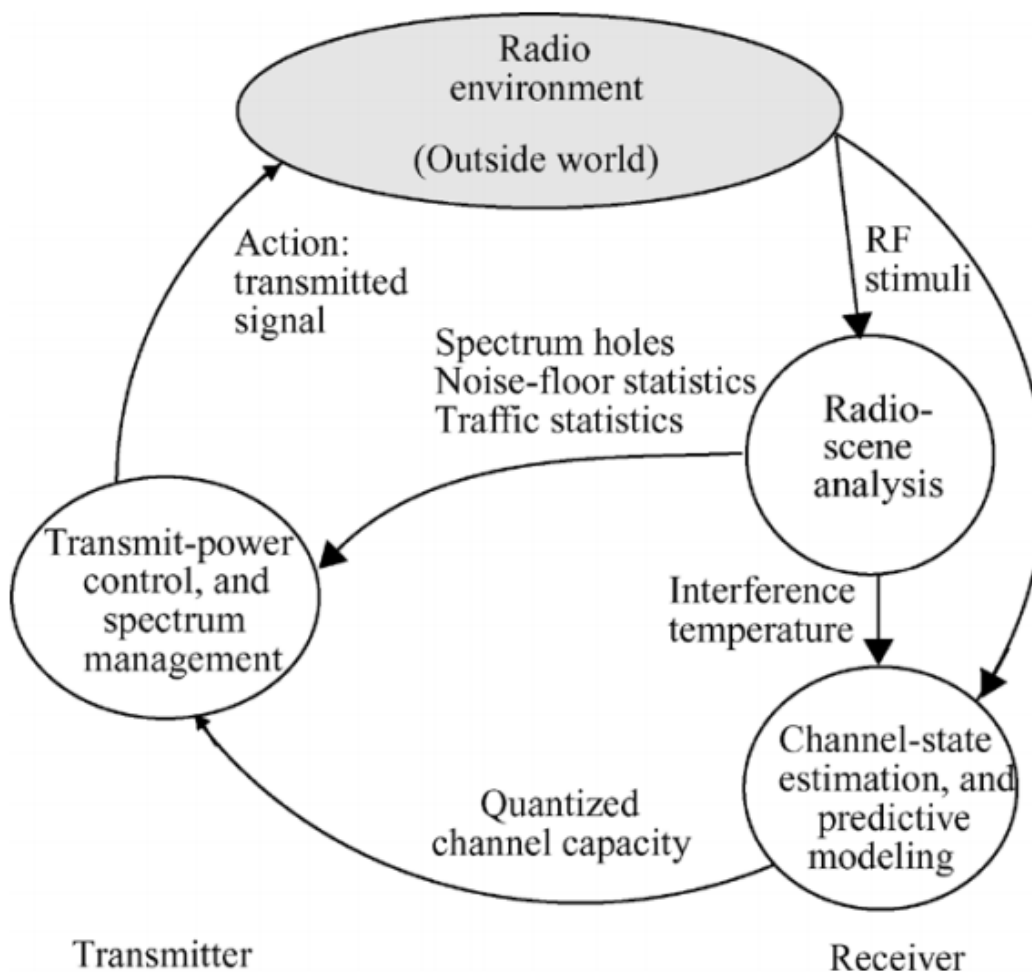 Radio
environment
(Outside world)
Action:
transmitted
signal
RF
stimuli
Spectrum holes
Noise-floor statistics
Traffic statistics
Radio-
scene
analysis
Transmit-power
control, and
spectrum
management
Interference
temperature
Channel-state
estimation, and
predictive
modeling
Quantized
channel capacity
Transmitter
Receiver